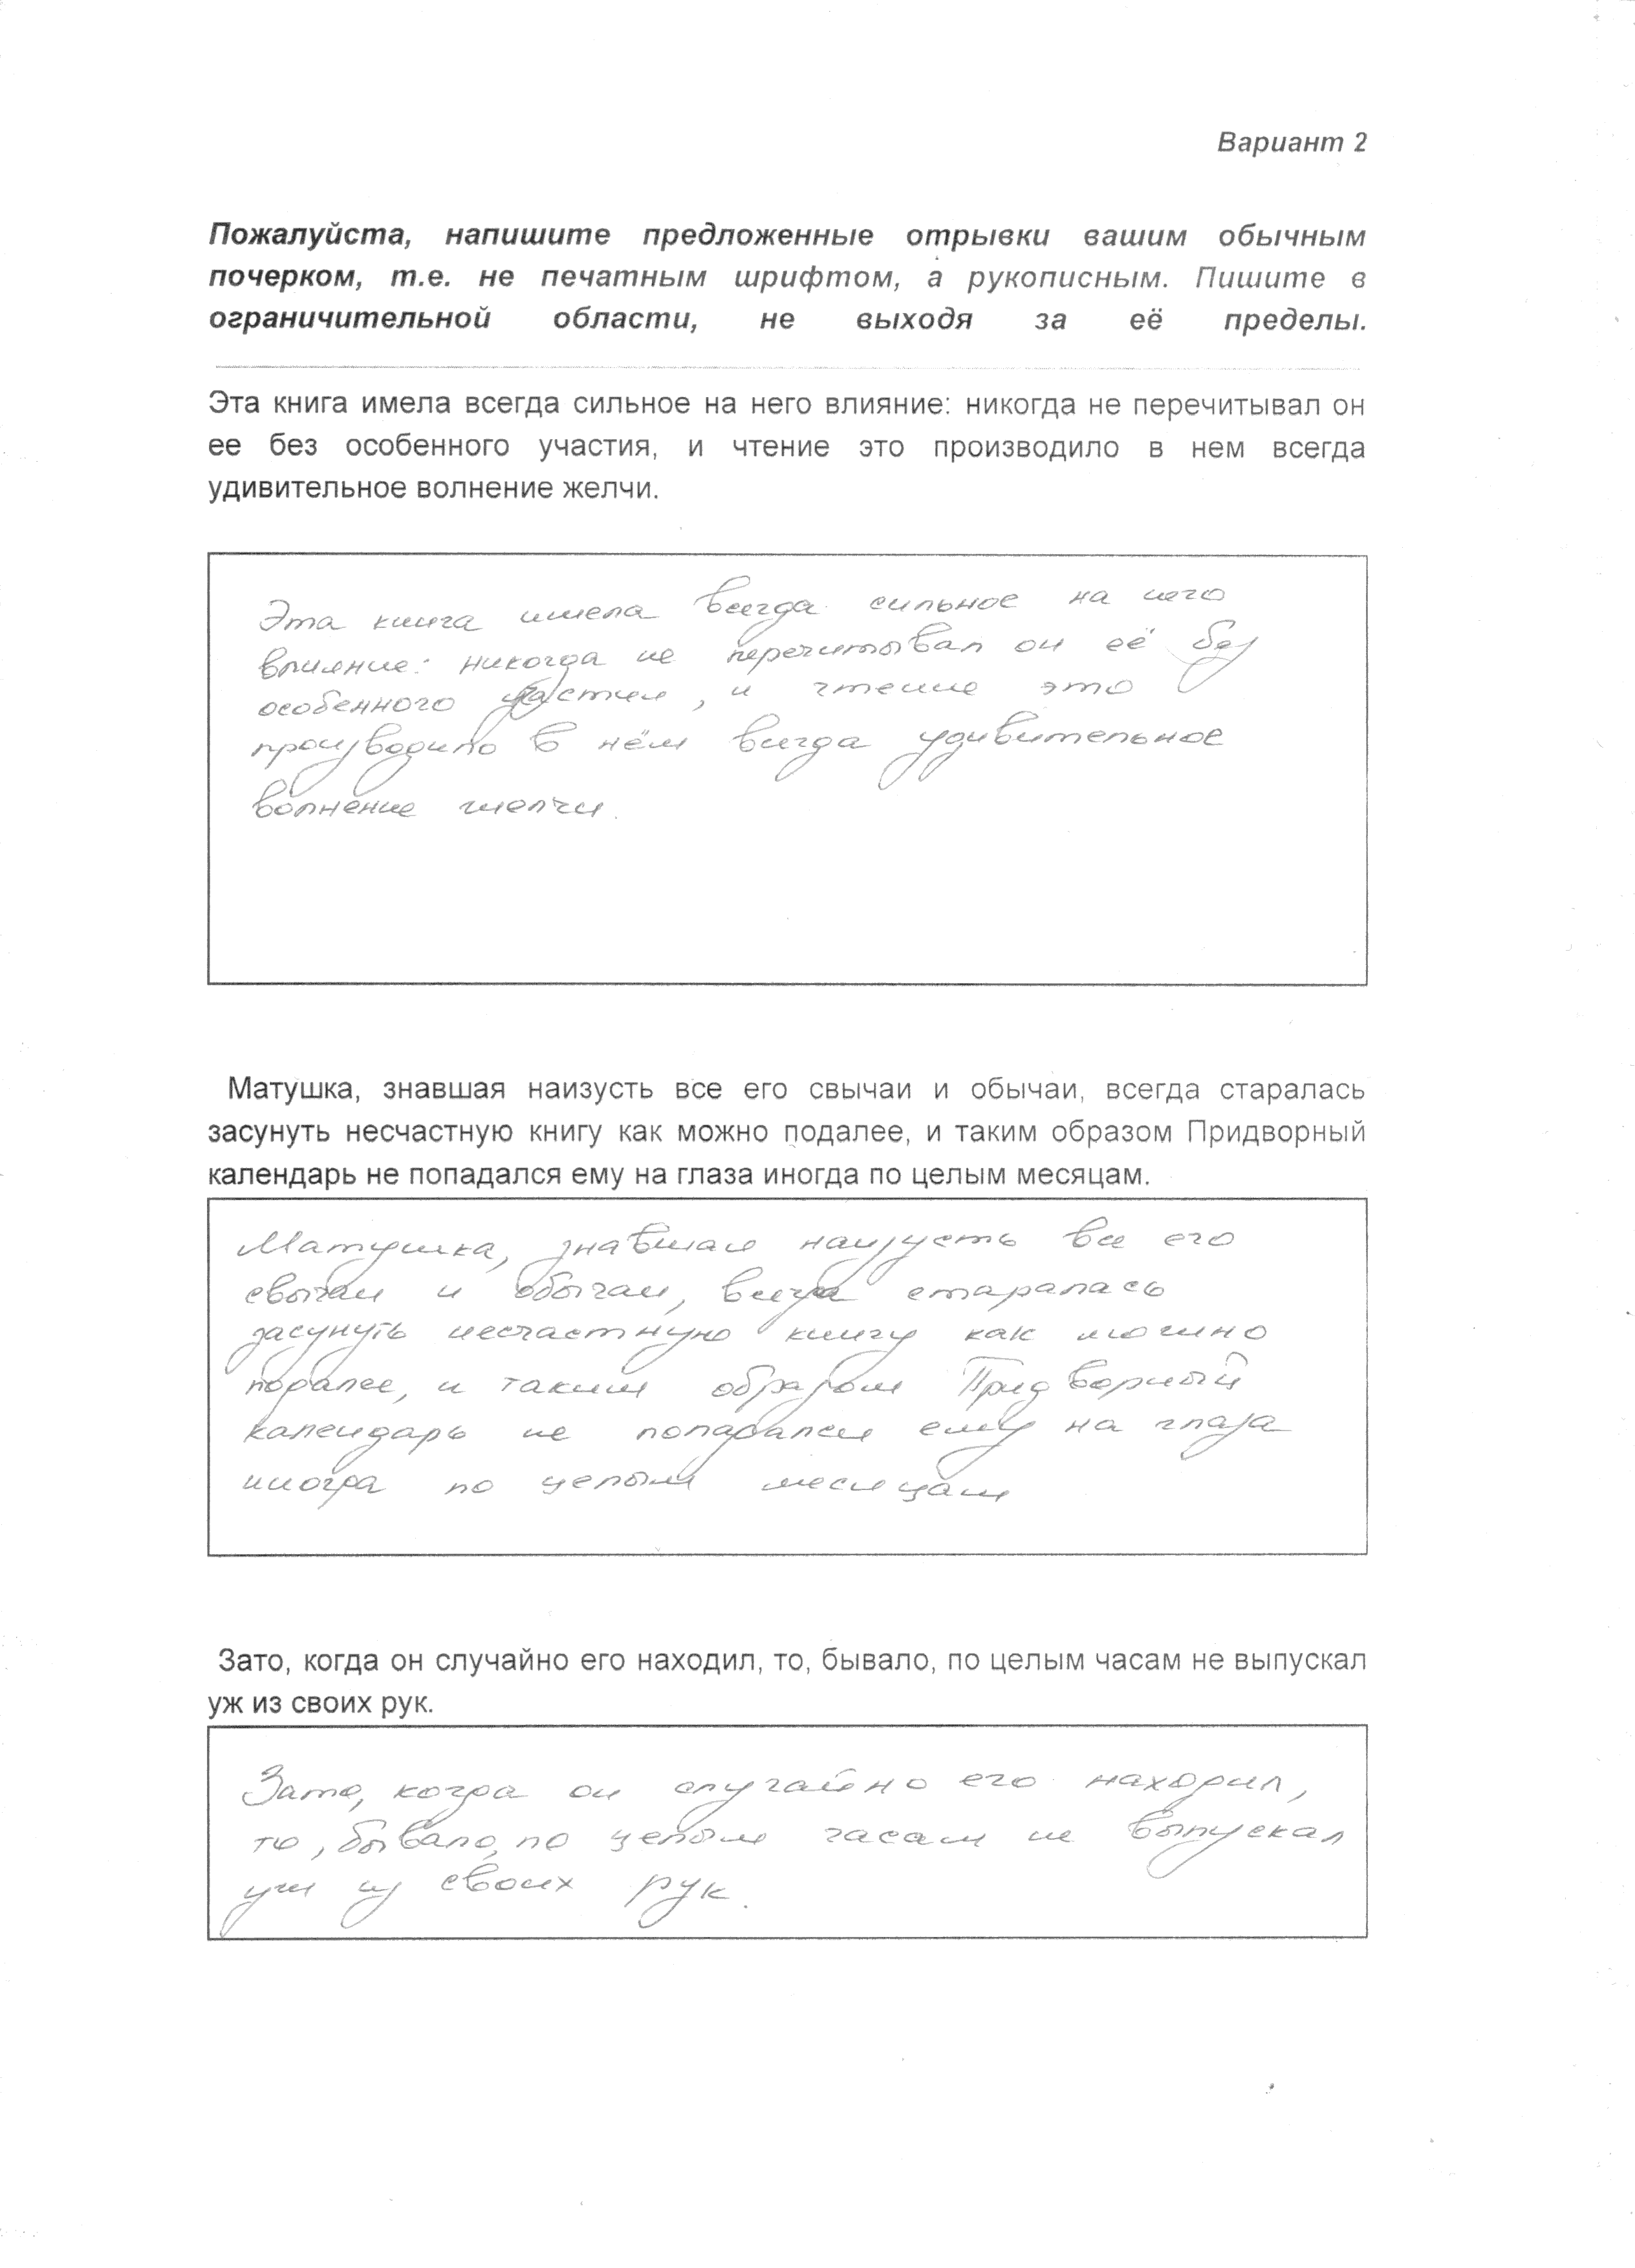 Вариант 2
Пожалуйста, напишите предложенные отрывки вашим обычным
почерком, т.е. не печатным шрифтом, а рукописным. Пишите в
ограничительной области, не выходя за её пределы.
Эта книга имела всегда сильное на него влияние: никогда не перечитывал он
ее без особенного участия, и чтение это производило в нем всегда
удивительное волнение желчи.
Эта книга имела всегда сильное на него
влияние: никогда не перечитывал он её без
особенного участия, и чтение это
производило в нём всегда удивительное
волнение желчи.
Матушка, знавшая наизусть все его свычаи и обычаи, всегда старалась
засунуть несчастную книгу как можно подалее, и таким образом Придворный
календарь не попадался ему на глаза иногда по целым месяцам.
Матушка, знавшая наизусть все его
свычаи и обычаи, всегда старалась
засунуть несчастную книгу как можно
подалее, и таким образом Придворный
календарь не попадался ему на глаза
иногда по целым месяцам
Зато, когда он случайно его находил, то, бывало, по целым часам не выпускал
уж из своих рук.
Зато, когда он случайно его находил,
то, бывало, по целым часам не выпускал
уж из своих рук.